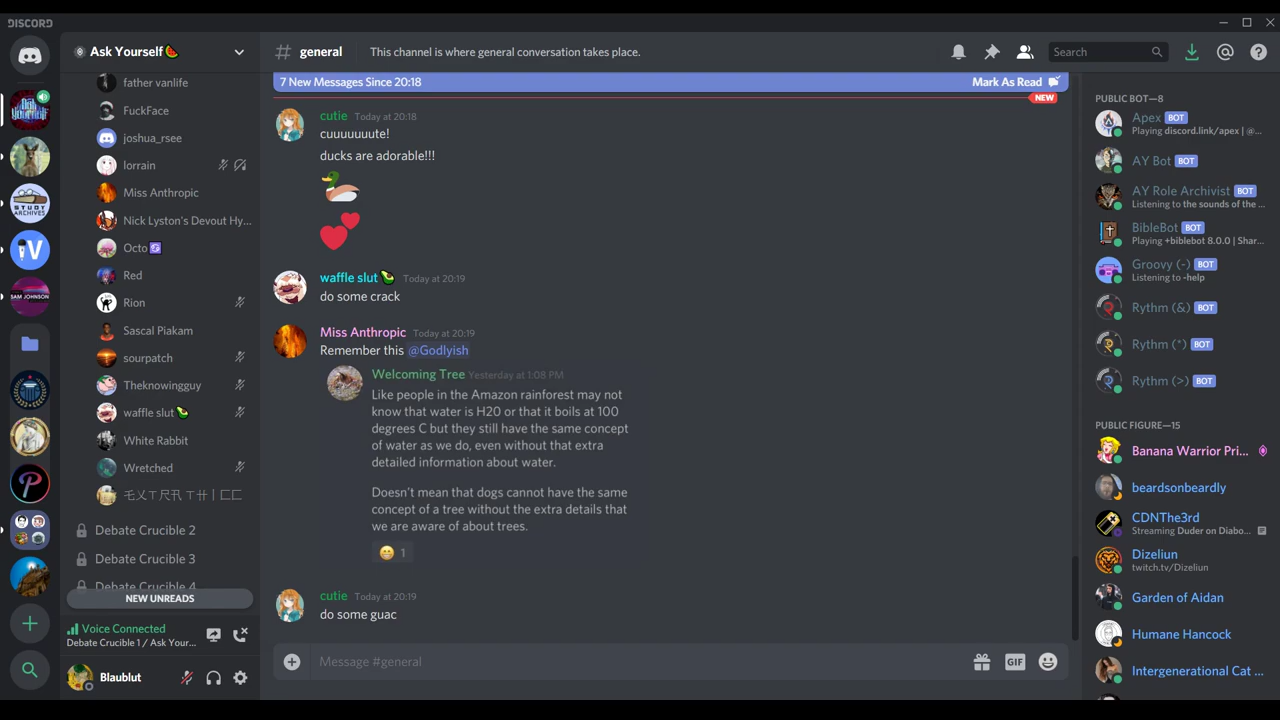 DISCORD
Ask Yourself🍉
father vanlife
FuckFace
joshua_rsee
lorrain
Miss Anthropic
Nick Lyston's Devout Hy...
Octo
Red
Rion
Sascal Piakam
sourpatch
Theknowingguy
waffle slut🥑
White Rabbit
Wretched
Debate Crucible 2
Debate Crucible 3
Debate Crucible 4
NEW UNREADS
Voice Connected
Debate Crucible 1 / Ask Your...
Blaublut
# general
This channel is where general conversation takes place.
Search
7 New Messages Since 20:18
Mark As Read
NEW
cutie Today at 20:18
cuuuuuuute!
ducks are adorable!!!
🦆
💕
waffle slut🥑 Today at 20:19
do some crack
Miss Anthropic Today at 20:19
Remember this @Godlyish
Welcoming Tree Yesterday at 1:08 PM
Like people in the Amazon rainforest may not
know that water is H20 or that it boils at 100
degrees C but they still have the same concept
of water as we do, even without that extra
detailed information about water.
Doesn't mean that dogs cannot have the same
concept of a tree without the extra details that
we are aware of about trees.
😁 1
cutie Today at 20:19
do some guac
Message #general
GIF
PUBLIC BOT—8
Apex BOT
Playing discord.link/apex | @...
AY Bot BOT
AY Role Archivist BOT
Listening to the sounds of the ...
BibleBot BOT
Playing +biblebot 8.0.0 | Shar...
Groovy (-) BOT
Listening to -help
Rythm (&) BOT
Rythm (*) BOT
Rythm (>) BOT
PUBLIC FIGURE—15
Banana Warrior Pri...
beardsonbeardly
CDNThe3rd
Streaming Duder on Diabo...
Dizeliun
twitch.tv/Dizeliun
Garden of Aidan
Humane Hancock
Intergenerational Cat ...
STUDY
ARCHIVES
SAM JOHNSON